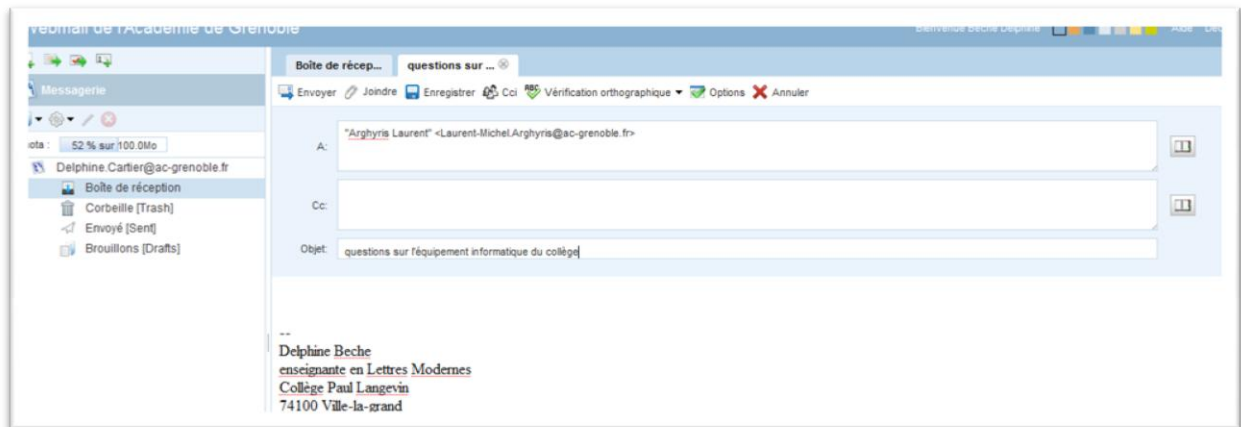 Webmail de l'Académie de Grenoble
Bienvenue Beche Delphine Aide
Messagerie
52 % sur 100.0Mo
Delphine.Cartier@ac-grenoble.fr
Boîte de réception
Corbeille [Trash]
Envoyé [Sent]
Brouillons [Drafts]
Boîte de récep... questions sur ...
Envoyer Joindre Enregistrer Cci Vérification orthographique Options Annuler
A: "Arghyris Laurent" <Laurent-Michel.Arghyris@ac-grenoble.fr>
Cc:
Objet: questions sur l'équipement informatique du collège
--
Delphine Beche
enseignante en Lettres Modernes
Collège Paul Langevin
74100 Ville-la-grand